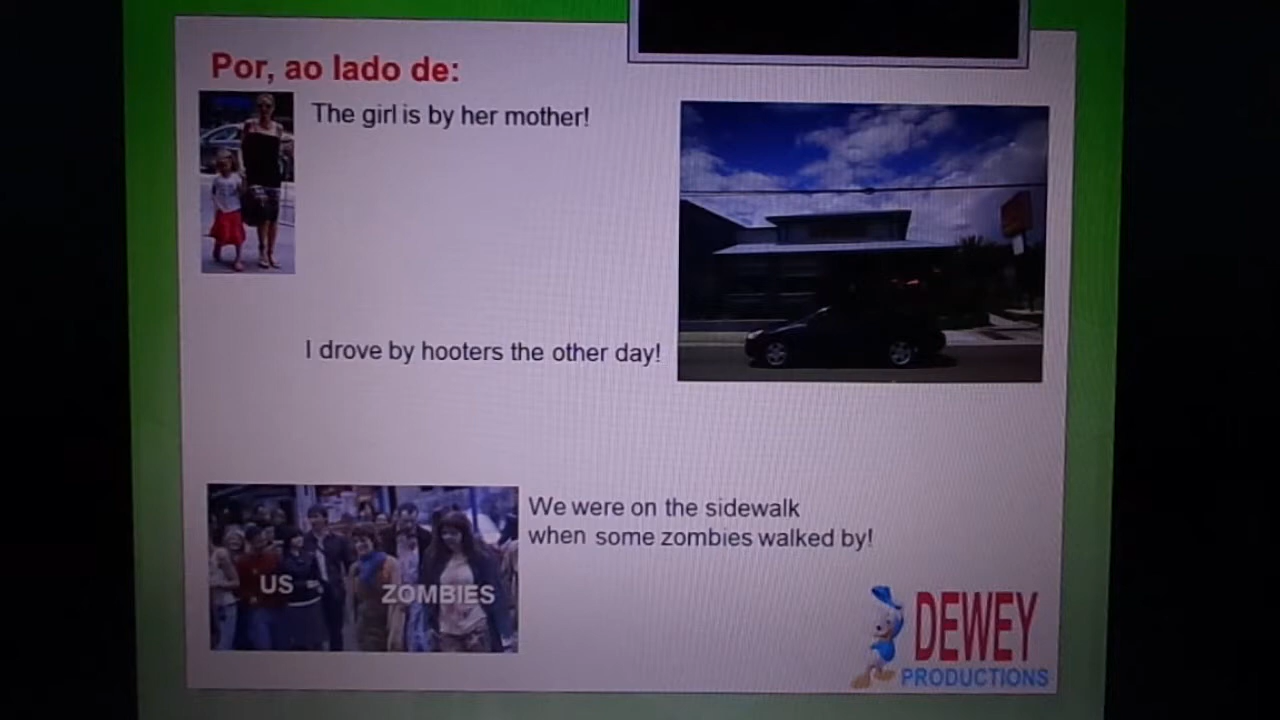 Por, ao lado de:
The girl is by her mother!
I drove by hooters the other day!
US
ZOMBIES
We were on the sidewalk
when some zombies walked by!
DEWEY
PRODUCTIONS